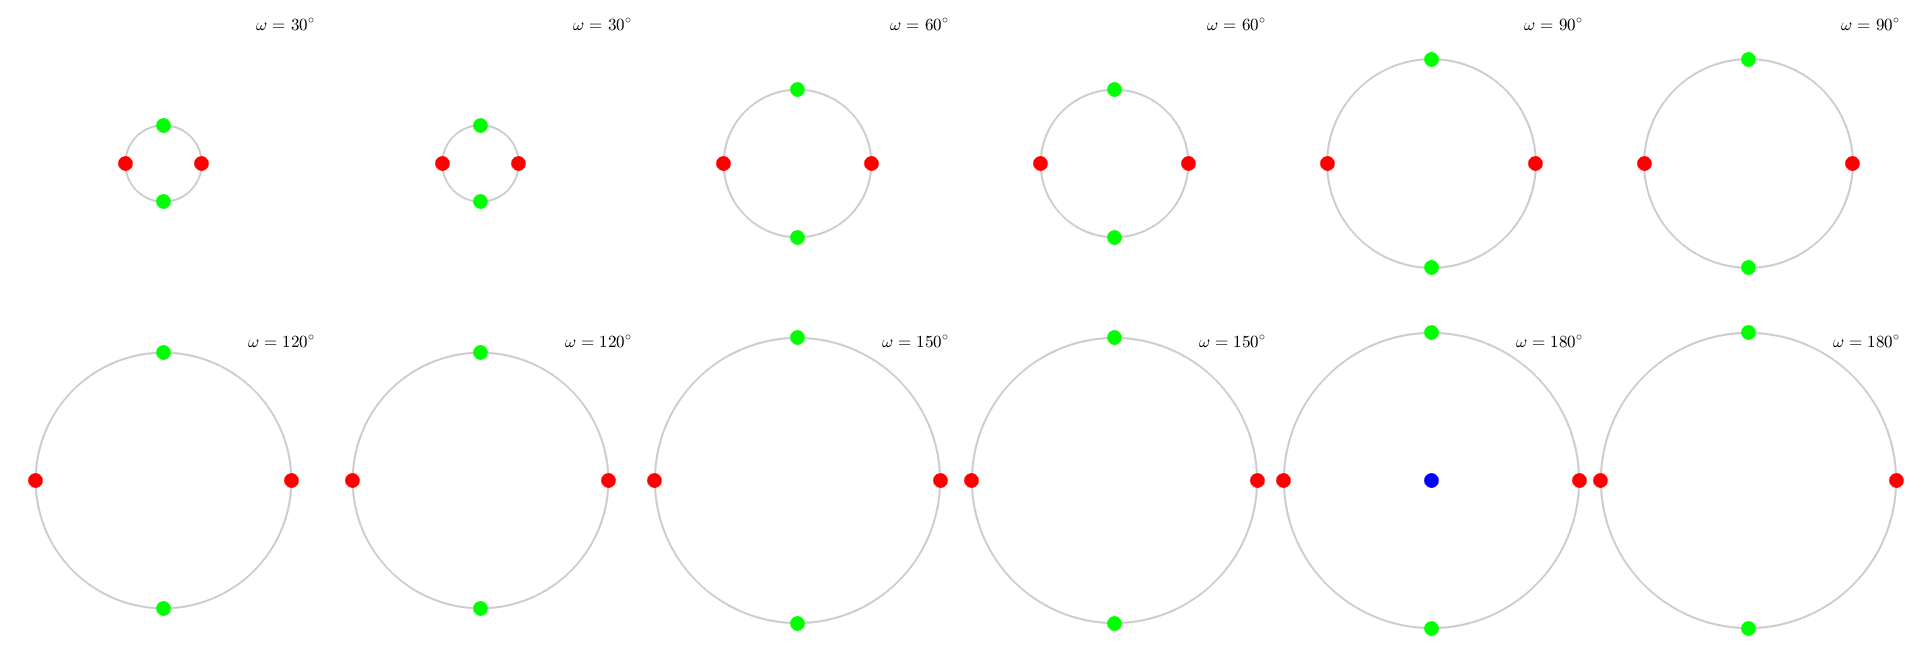 ω = 30°
ω = 30°
ω = 60°
ω = 60°
ω = 90°
ω = 90°
ω = 120°
ω = 120°
ω = 150°
ω = 150°
ω = 180°
ω = 180°